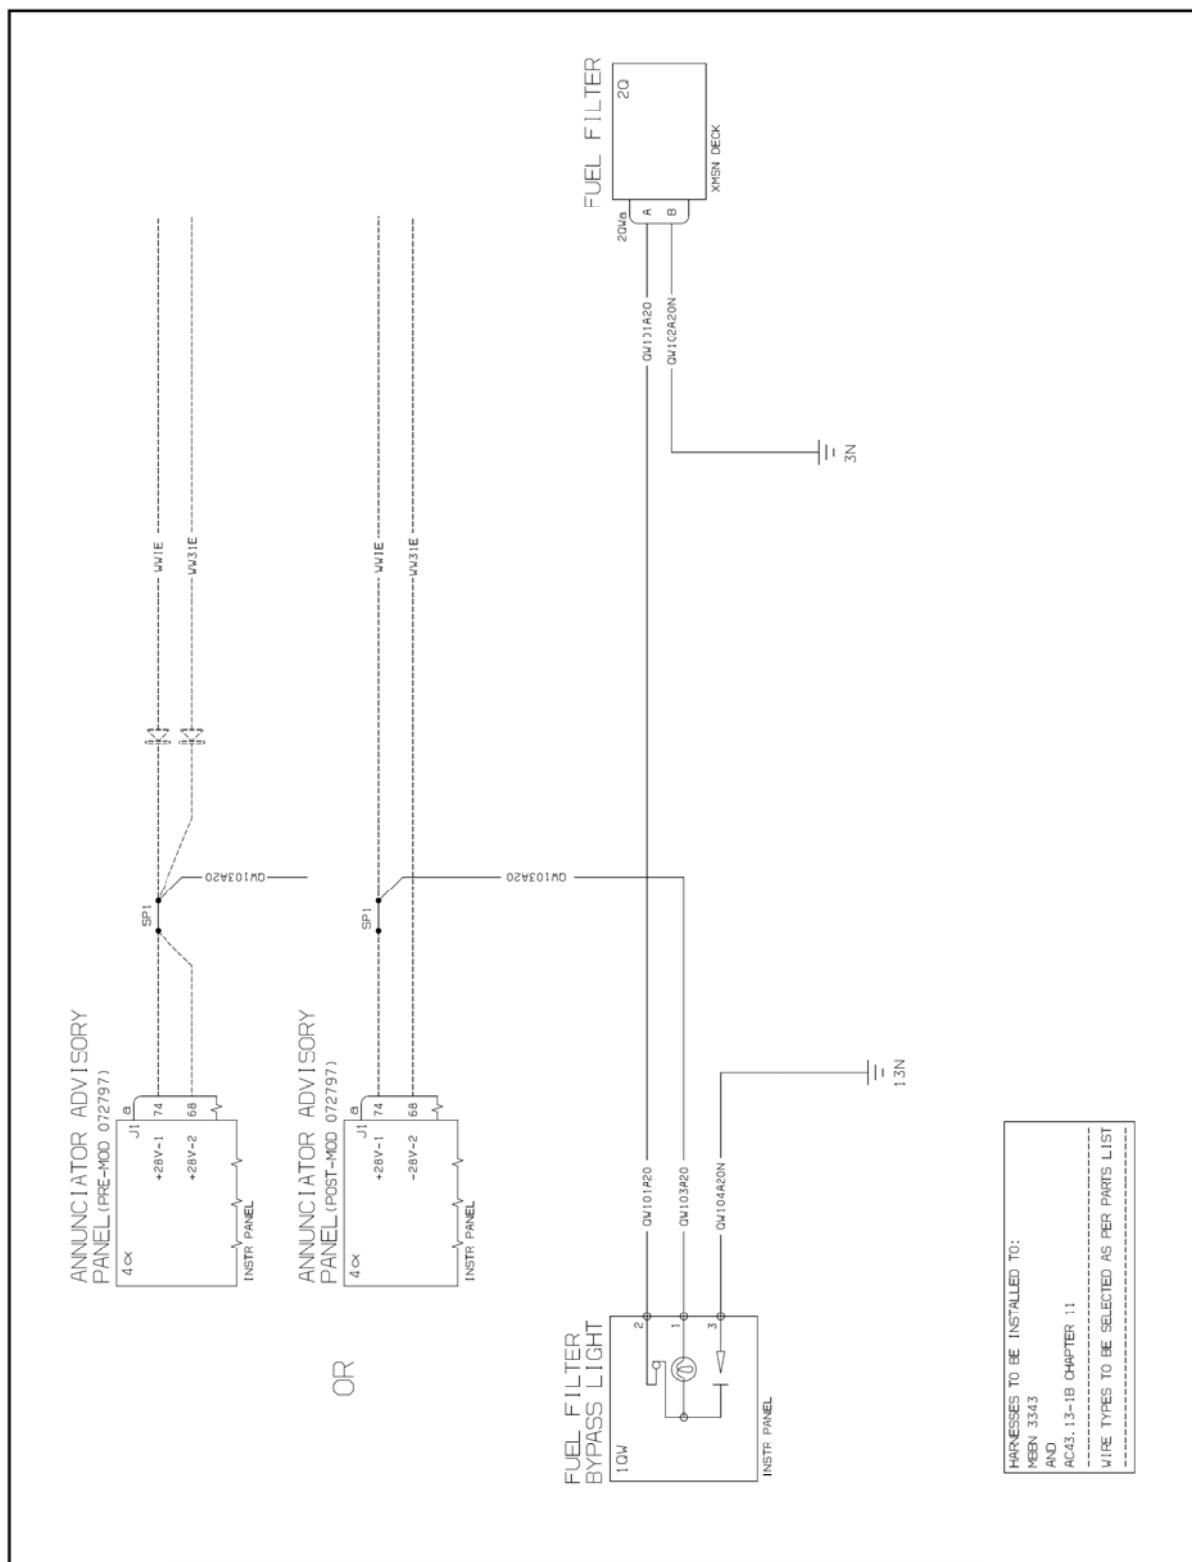 ANNUNCIATOR ADVISORY
PANEL (PRE-MOD 072797)
4α
J1
a
+28V-1
74
+28V-2
68
INSTR PANEL
SP1
QW103A20
WW1E
WW31E
OR
ANNUNCIATOR ADVISORY
PANEL (POST-MOD 072797)
4α
J1
a
+28V-1
74
-28V-2
68
INSTR PANEL
SP1
QW103A20
WW1E
WW31E
FUEL FILTER
BYPASS LIGHT
1QW
2
1
3
INSTR PANEL
QW101A20
QW103A20
QW104A20N
13N
FUEL FILTER
2Q
2QWa
A
B
XMSN DECK
QW101A20
QW102A20N
3N
HARNESSES TO BE INSTALLED TO:
MBBN 3343
AND
AC43.13-1B CHAPTER 11
WIRE TYPES TO BE SELECTED AS PER PARTS LIST